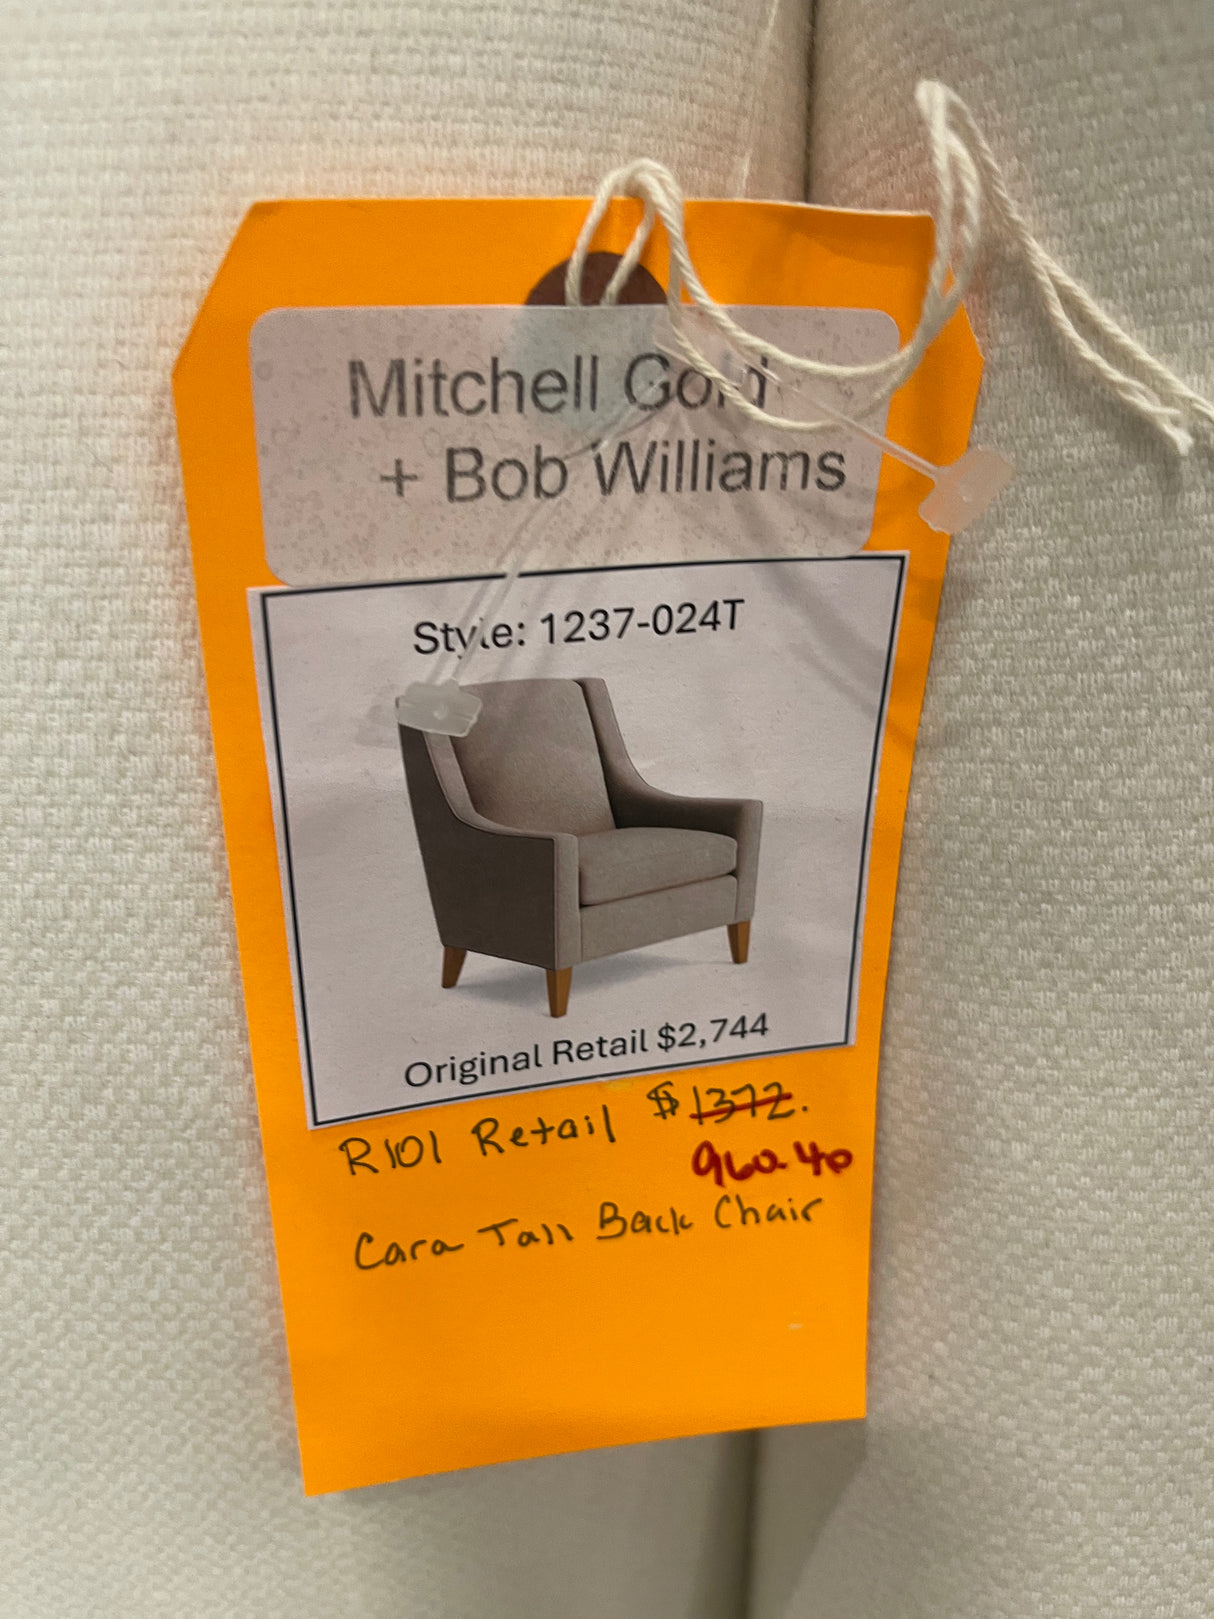 Mitchell Gold
+ Bob Williams
Style: 1237-024T
Original Retail $2,744
R101 Retail $1372.
960.40
Cara Tall Back Chair